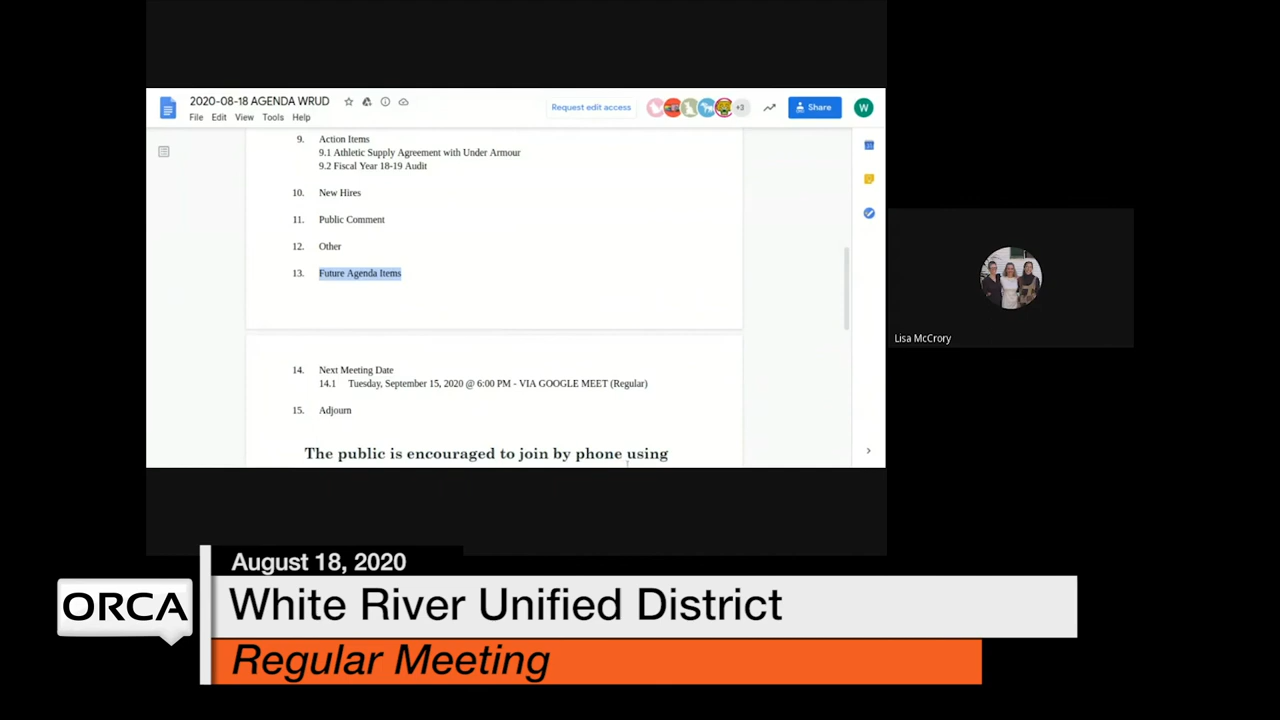 2020-08-18 AGENDA WRUD
File Edit View Tools Help
Request edit access
+3
Share
W
9. Action Items
9.1 Athletic Supply Agreement with Under Armour
9.2 Fiscal Year 18-19 Audit
10. New Hires
11. Public Comment
12. Other
13. Future Agenda Items
14. Next Meeting Date
14.1 Tuesday, September 15, 2020 @ 6:00 PM - VIA GOOGLE MEET (Regular)
15. Adjourn
The public is encouraged to join by phone using
Lisa McCrory
August 18, 2020
ORCA
White River Unified District
Regular Meeting